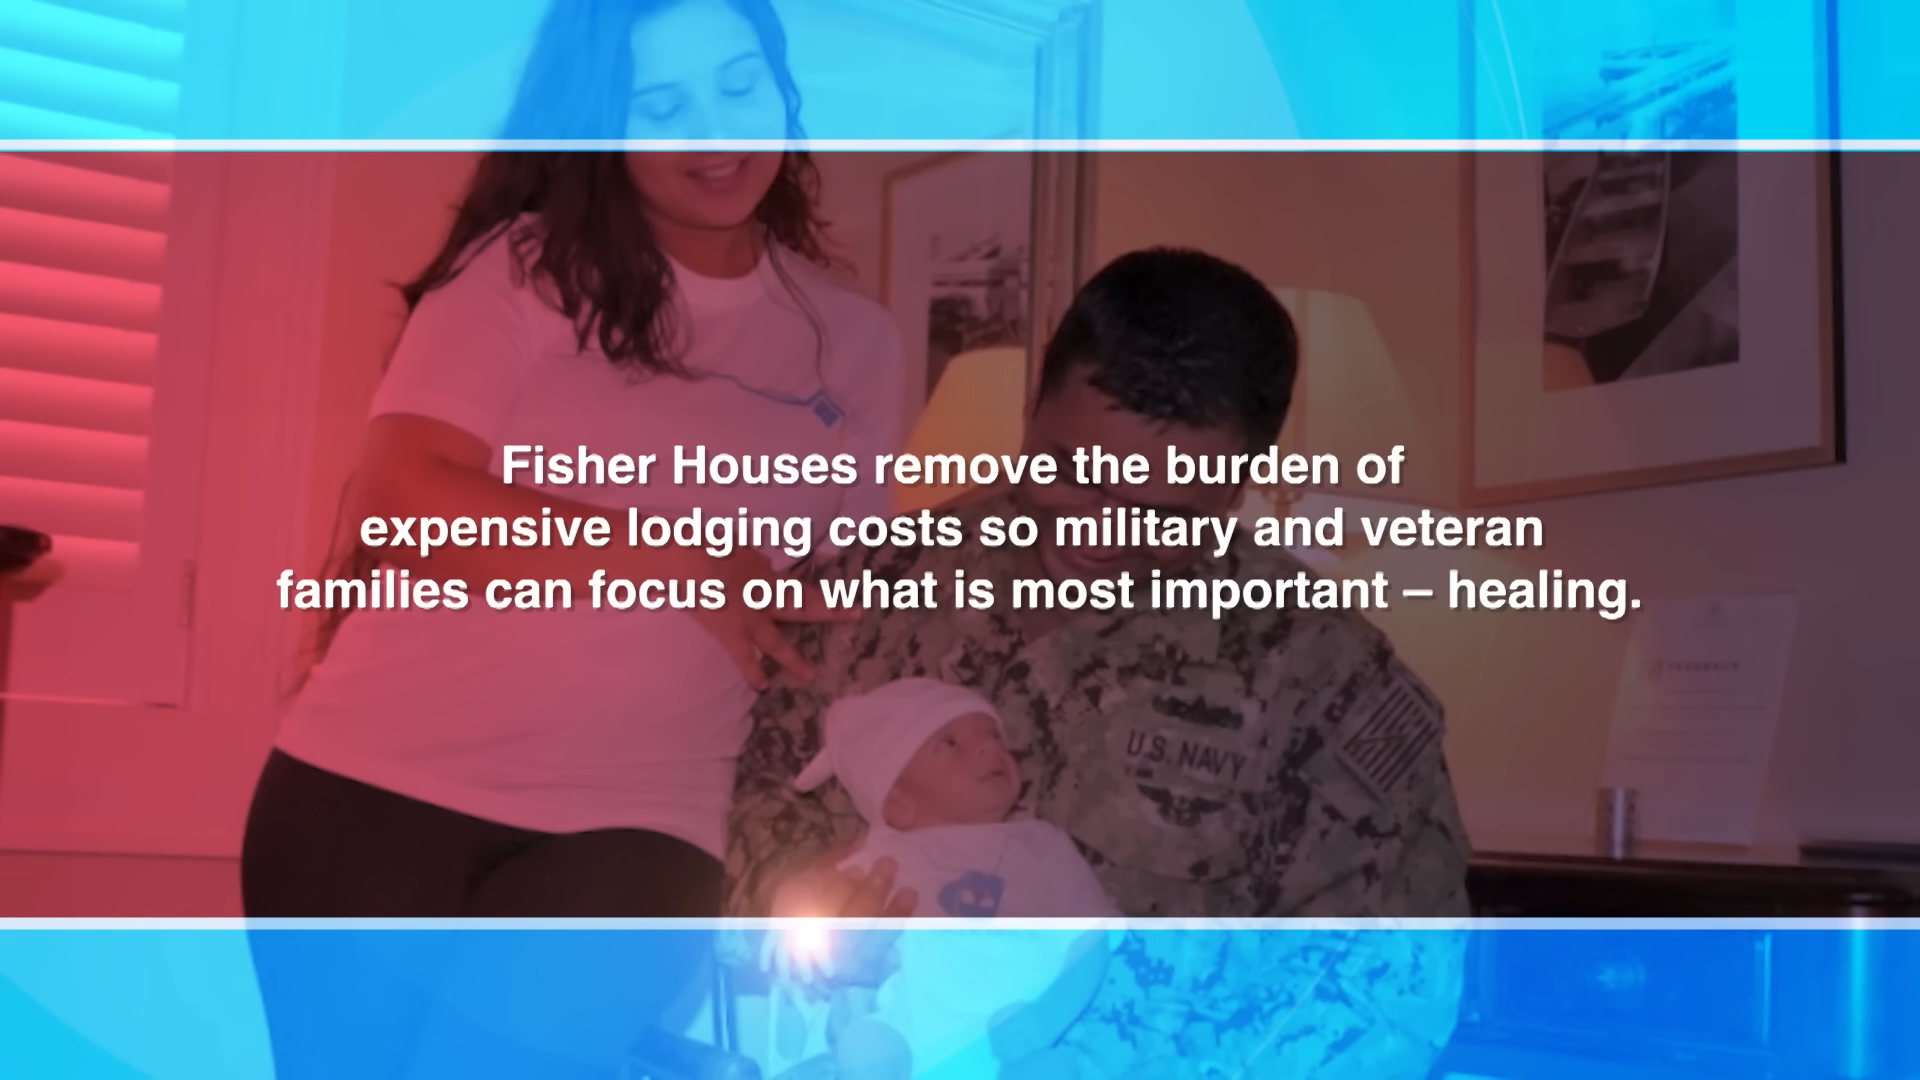 Fisher Houses remove the burden of
expensive lodging costs so military and veteran
families can focus on what is most important – healing.
U.S. NAVY